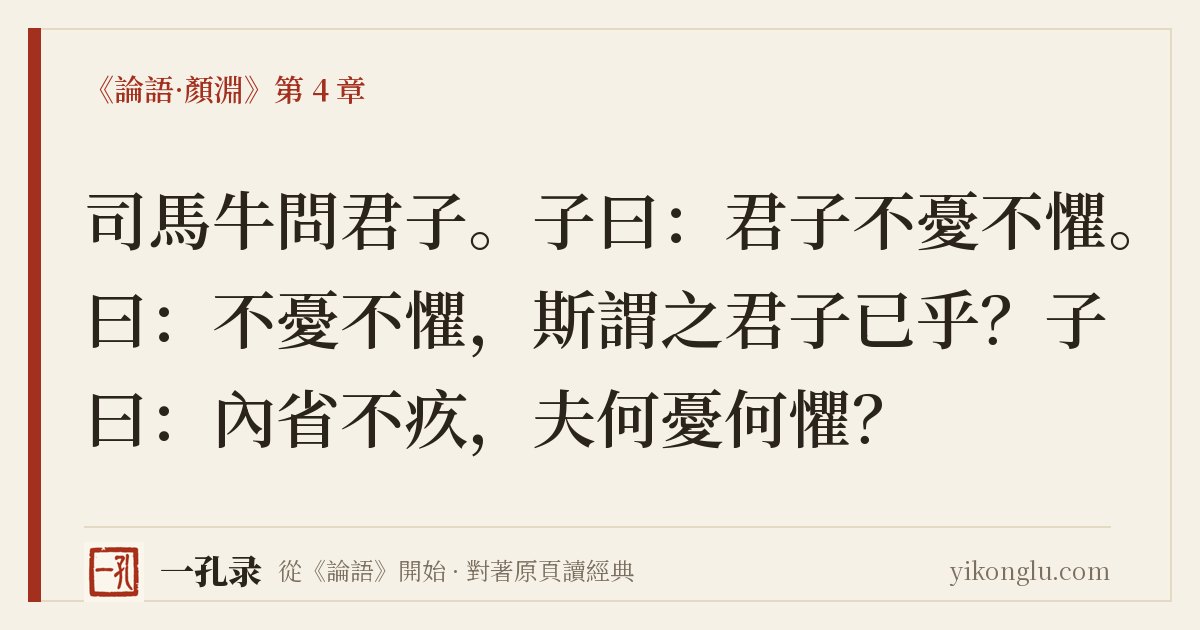 《論語·顏淵》第 4 章
司馬牛問君子。子曰：君子不憂不懼。
曰：不憂不懼，斯謂之君子已乎？子
曰：內省不疚，夫何憂何懼？
一孔 一孔录 從《論語》開始 · 對著原頁讀經典 yikonglu.com